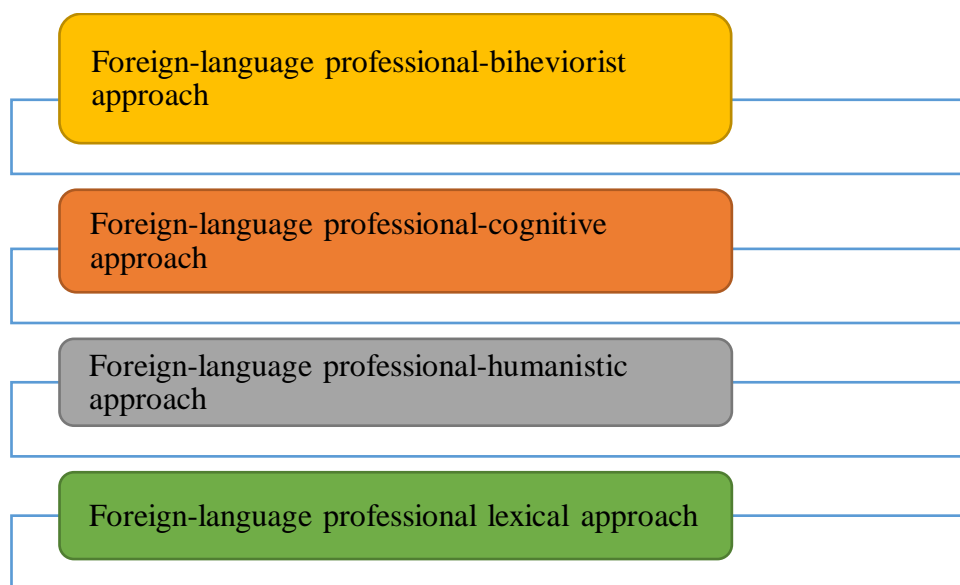 Foreign-language professional-biheviorist
approach
Foreign-language professional-cognitive
approach
Foreign-language professional-humanistic
approach
Foreign-language professional lexical approach